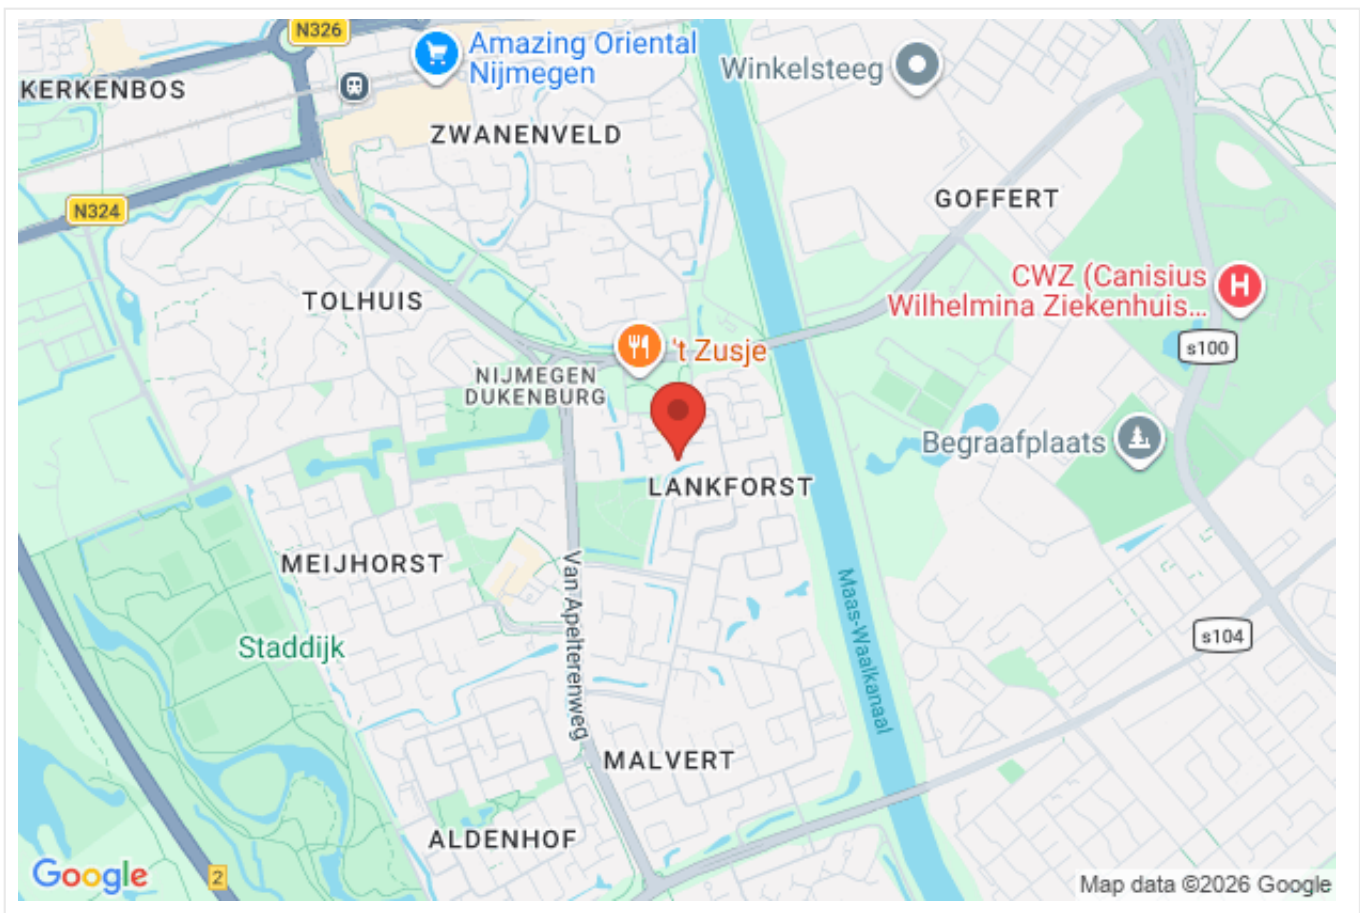 N326
Amazing Oriental
Nijmegen
Winkelsteeg
KERKENBOS
ZWANENVELD
N324
GOFFERT
TOLHUIS
CWZ (Canisius
Wilhelmina Ziekenhuis...
s100
't Zusje
NIJMEGEN
DUKENBURG
Begraafplaats
LANKFORST
MEIJHORST
Van Apelterenweg
Maas-Waalkanaal
s104
Staddijk
MALVERT
ALDENHOF
Google
2
Map data ©2026 Google